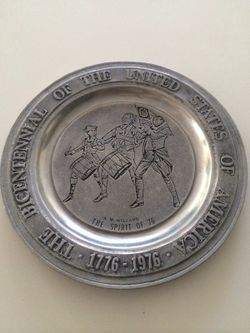 THE BICENTENNIAL OF THE UNITED STATES OF AMERICA
· 1776 · 1976 ·
A. M. WILLARD
THE SPIRIT OF '76